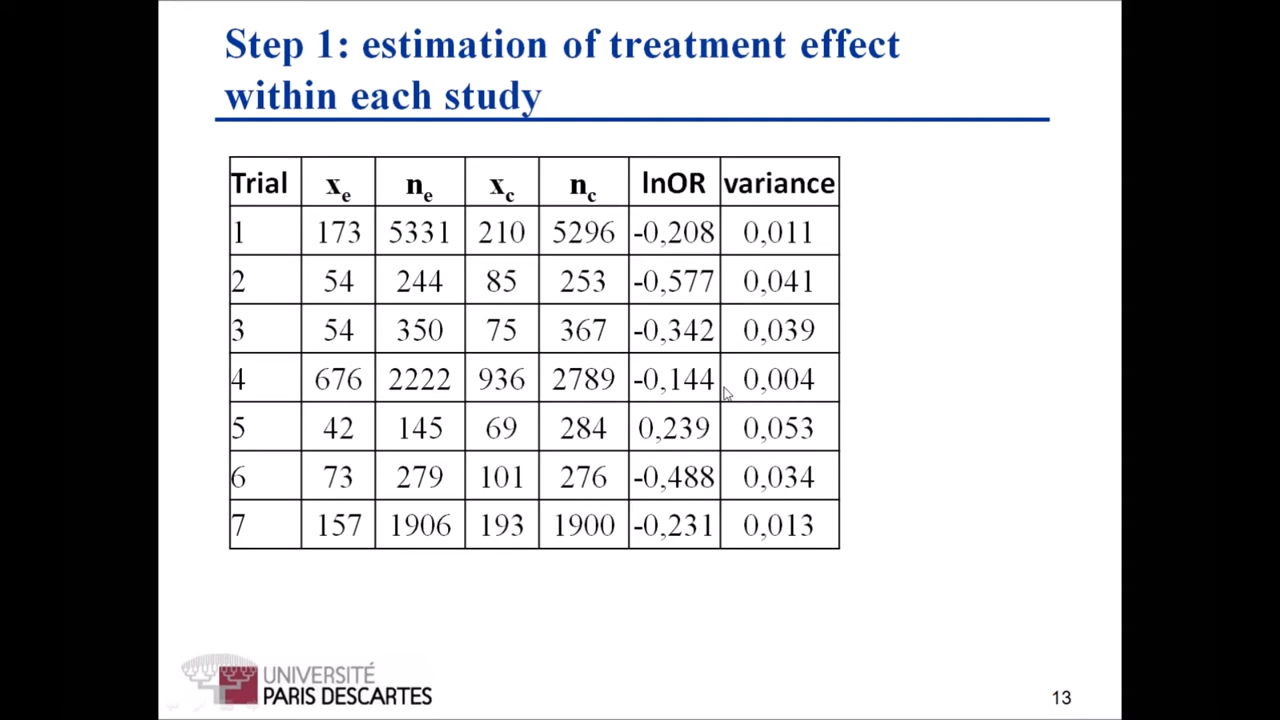 Step 1: estimation of treatment effect
within each study
Trial xe ne xc nc lnOR variance
1 173 5331 210 5296 -0,208 0,011
2 54 244 85 253 -0,577 0,041
3 54 350 75 367 -0,342 0,039
4 676 2222 936 2789 -0,144 0,004
5 42 145 69 284 0,239 0,053
6 73 279 101 276 -0,488 0,034
7 157 1906 193 1900 -0,231 0,013
UNIVERSITÉ
PARIS DESCARTES
13